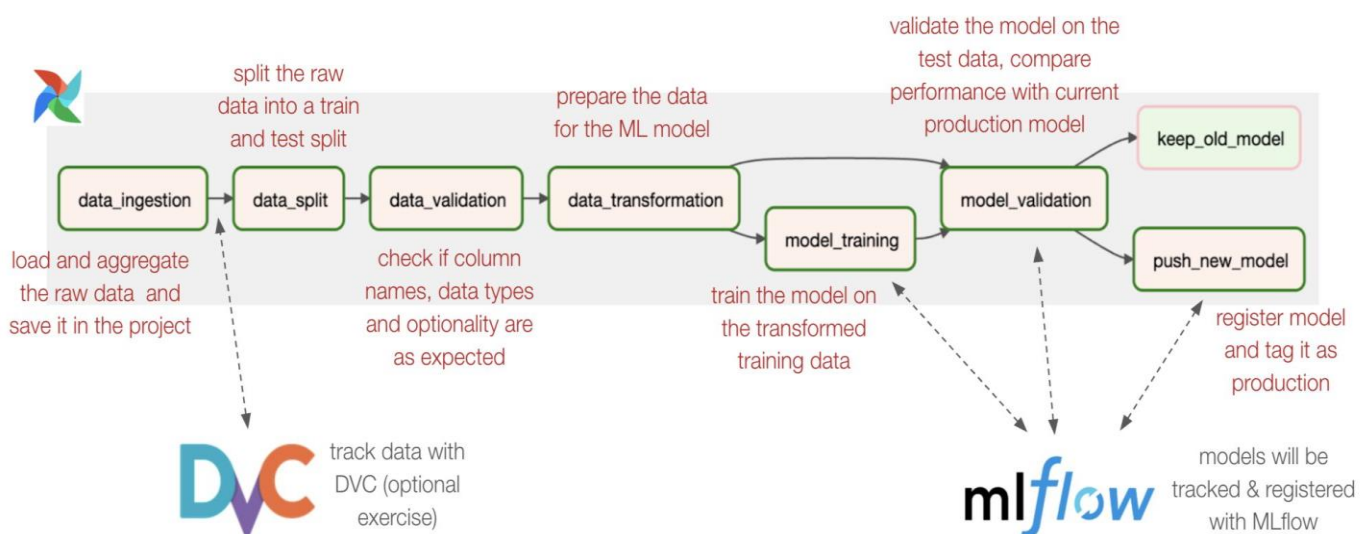 validate the model on the
test data, compare
performance with current
production model
split the raw
data into a train
and test split
prepare the data
for the ML model
keep_old_model
data_ingestion
data_split
data_validation
data_transformation
model_validation
model_training
push_new_model
load and aggregate
the raw data and
save it in the project
check if column
names, data types
and optionality are
as expected
train the model on
the transformed
training data
register model
and tag it as
production
DVC
track data with
DVC (optional
exercise)
mlflow
models will be
tracked & registered
with MLflow